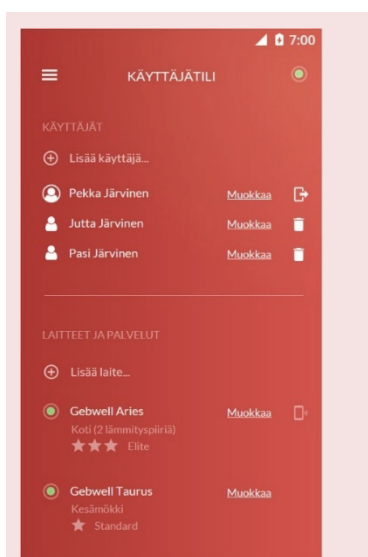 7:00
KÄYTTÄJÄTILI
KÄYTTÄJÄT
Lisää käyttäjä...
Pekka Järvinen Muokkaa
Jutta Järvinen Muokkaa
Pasi Järvinen Muokkaa
LAITTEET JA PALVELUT
Lisää laite...
Gebwell Aries Muokkaa
Koti (2 lämmityspiiriä)
Elite
Gebwell Taurus Muokkaa
Kesämökki
Standard